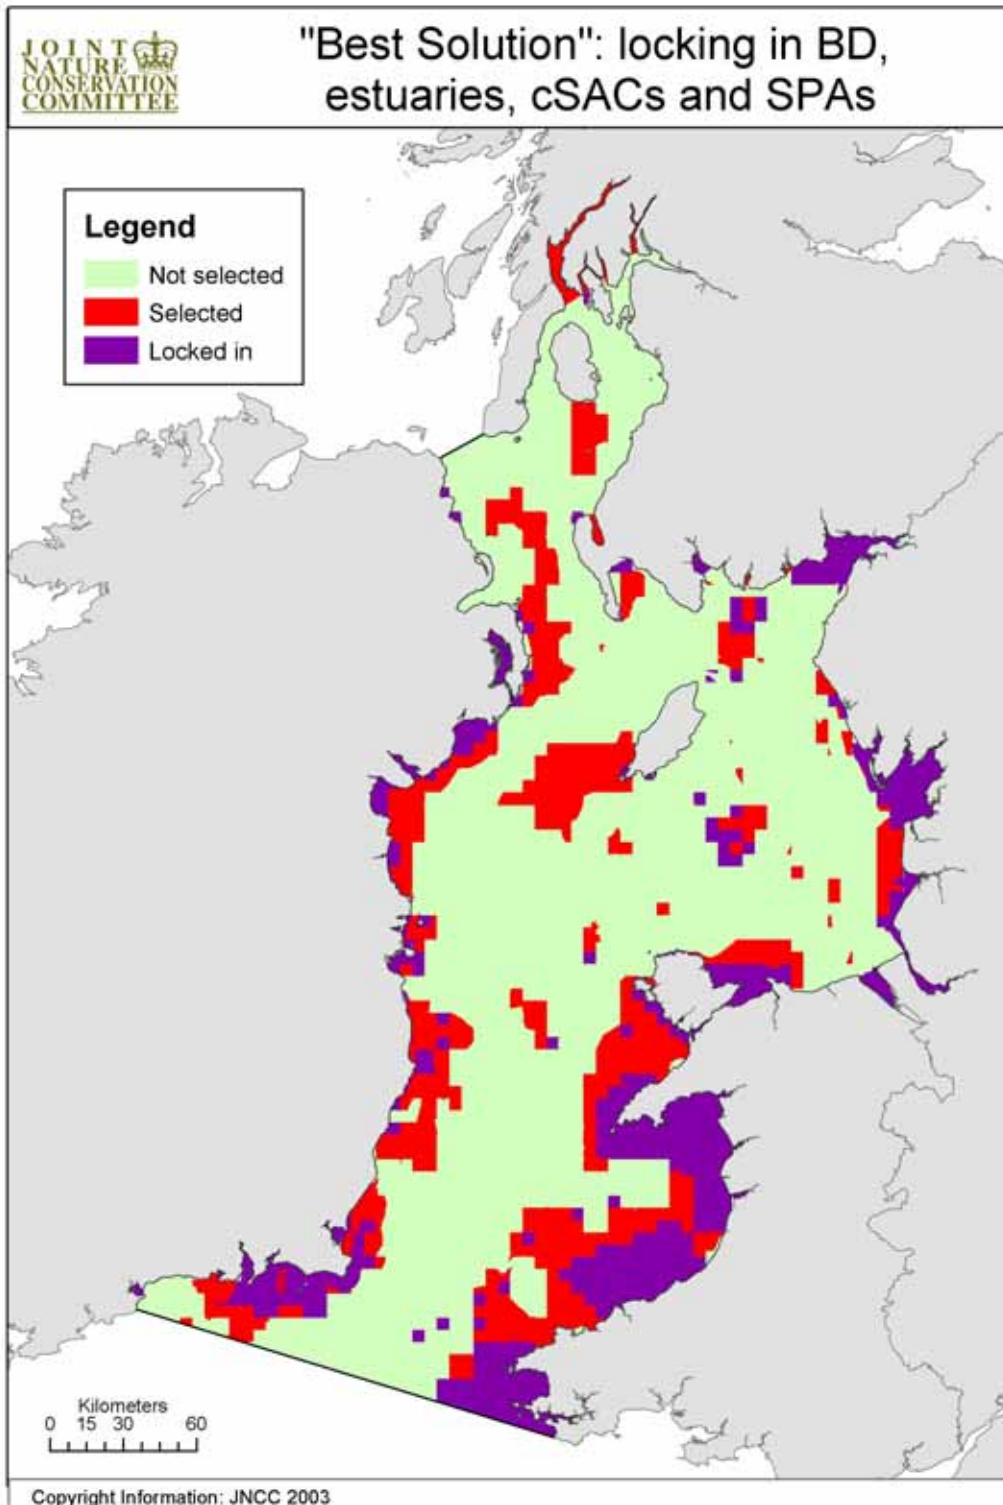 JOINT
NATURE
CONSERVATION
COMMITTEE
"Best Solution": locking in BD,
estuaries, cSACs and SPAs
Legend
Not selected
Selected
Locked in
Kilometers
0 15 30 60
Copyright Information: JNCC 2003